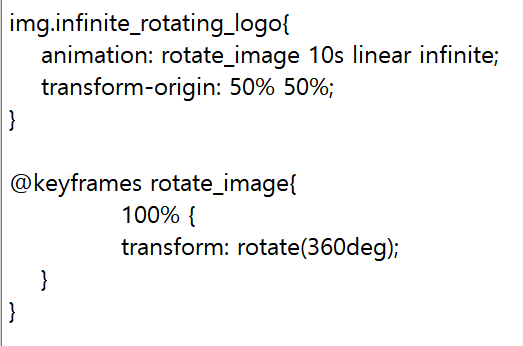 img.infinite_rotating_logo{
animation: rotate_image 10s linear infinite;
transform-origin: 50% 50%;
}
@keyframes rotate_image{
100% {
transform: rotate(360deg);
}
}